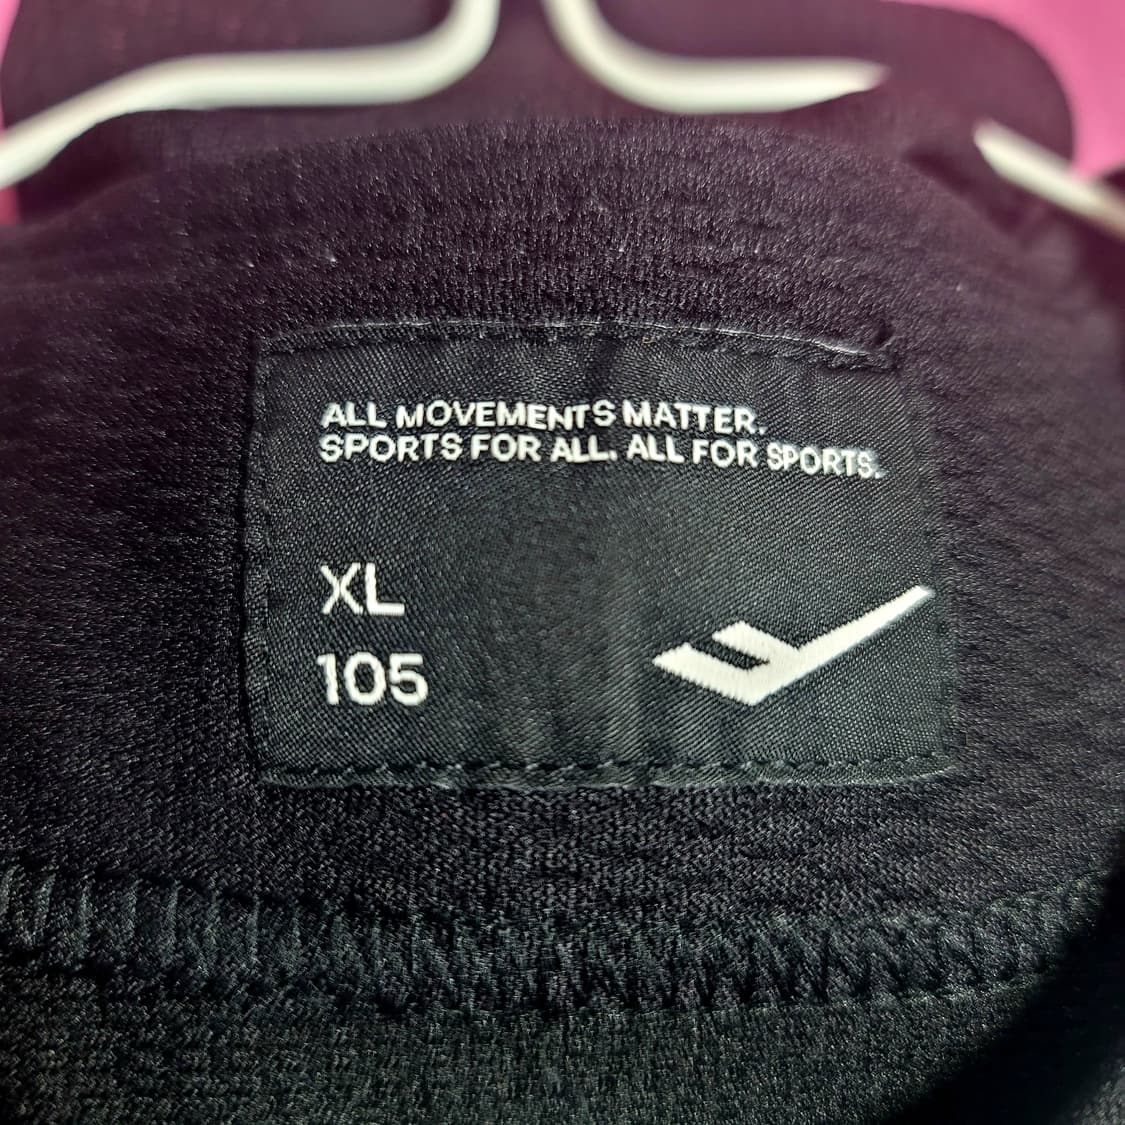 ALL MOVEMENTS MATTER.
SPORTS FOR ALL. ALL FOR SPORTS.
XL
105